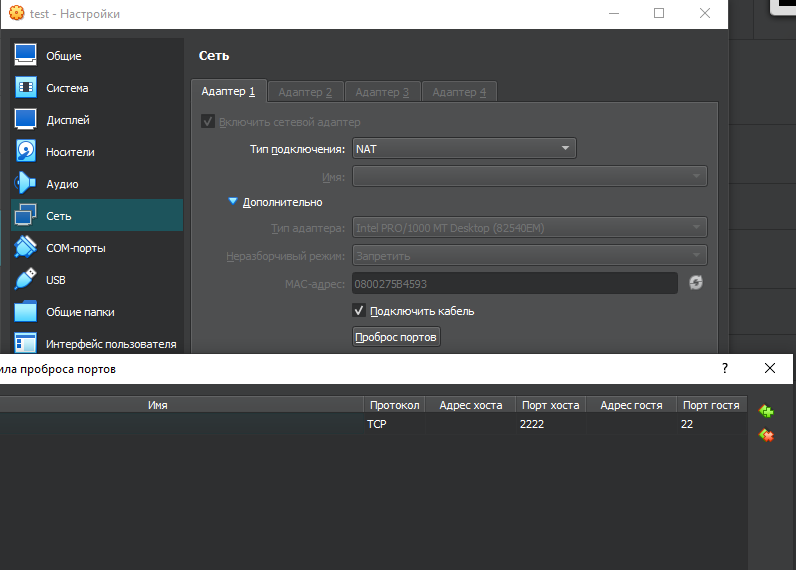 test - Настройки
Общие
Система
Дисплей
Носители
Аудио
Сеть
COM-порты
USB
Общие папки
Интерфейс пользователя
Сеть
Адаптер 1 Адаптер 2 Адаптер 3 Адаптер 4
Включить сетевой адаптер
Тип подключения: NAT
Имя:
Дополнительно
Тип адаптера: Intel PRO/1000 MT Desktop (82540EM)
Неразборчивый режим: Запретить
MAC-адрес: 0800275B4593
Подключить кабель
Проброс портов
ила проброса портов ?
Имя Протокол Адрес хоста Порт хоста Адрес гостя Порт гостя
TCP 2222 22